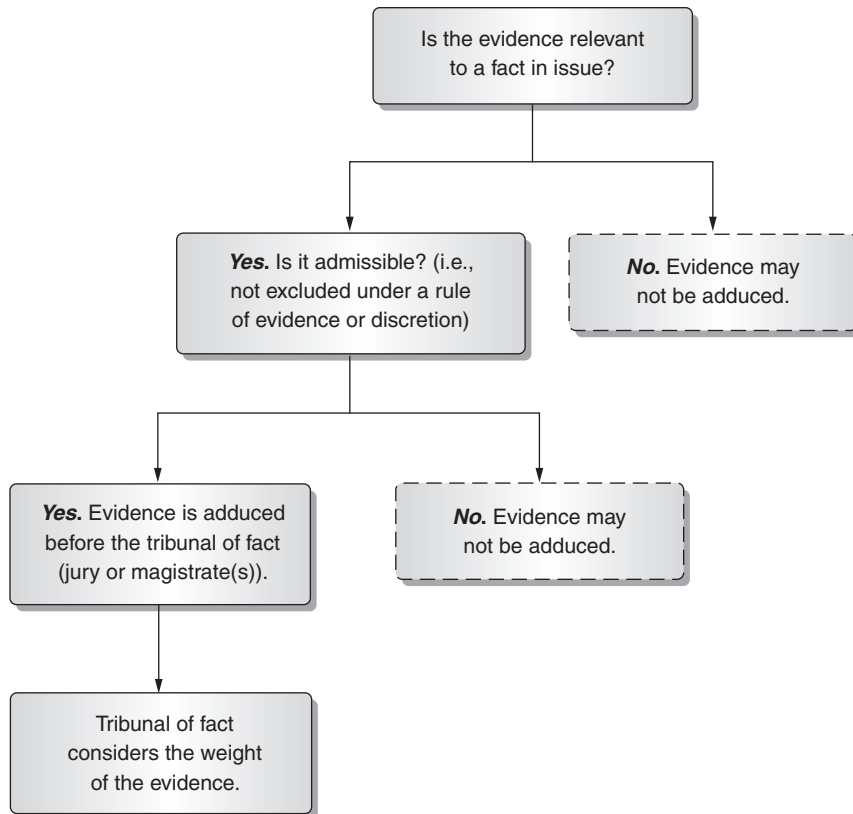 Is the evidence relevant
to a fact in issue?
Yes. Is it admissible? (i.e.,
not excluded under a rule
of evidence or discretion)
No. Evidence may
not be adduced.
Yes. Evidence is adduced
before the tribunal of fact
(jury or magistrate(s)).
No. Evidence may
not be adduced.
Tribunal of fact
considers the weight
of the evidence.